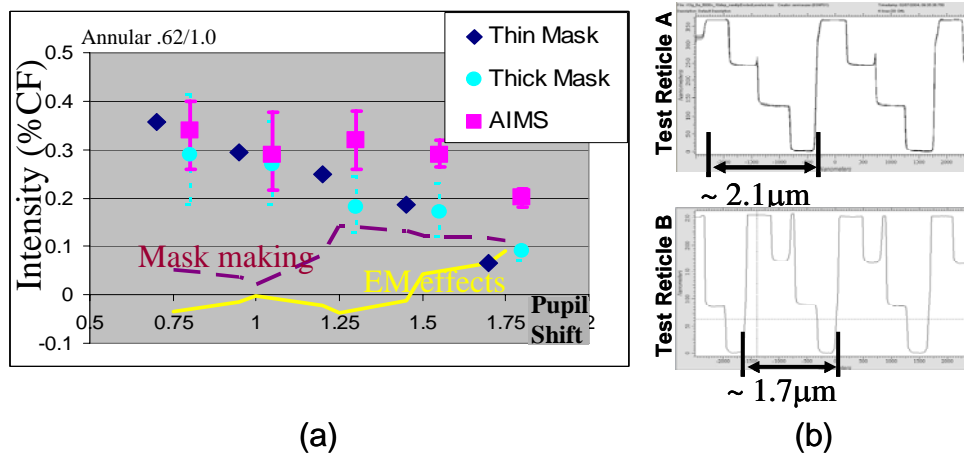 Annular .62/1.0
Thin Mask
Thick Mask
AIMS
Intensity (%CF)
0.5
0.4
0.3
0.2
0.1
0
-0.1
Mask making
EM effects
0.5
0.75
1
1.25
1.5
1.75
2
Pupil
Shift
(a)
Test Reticle A
~ 2.1μm
Test Reticle B
~ 1.7μm
(b)